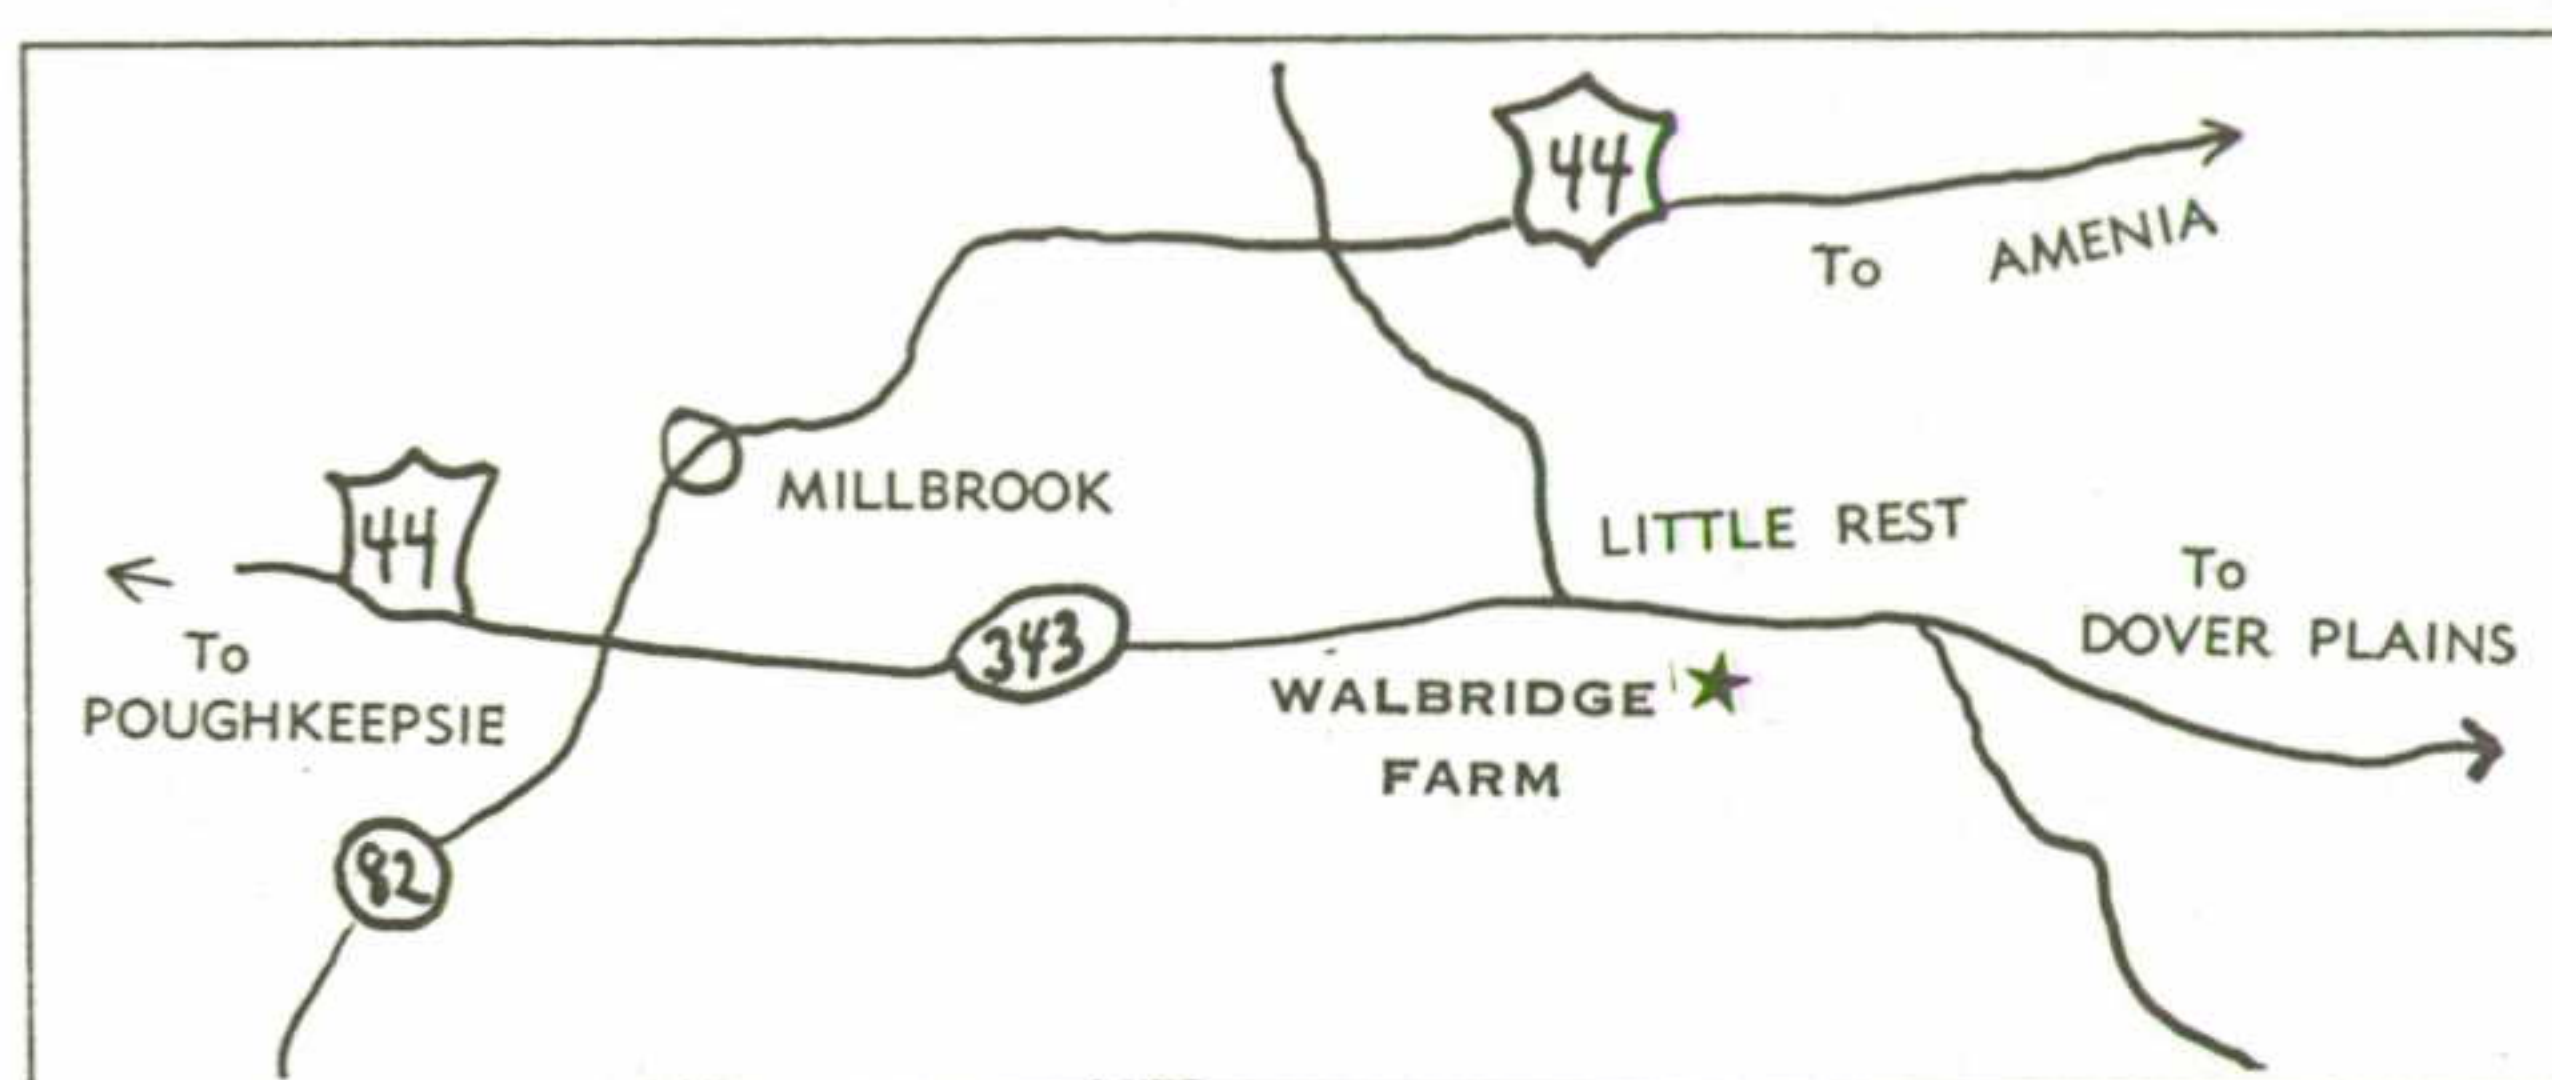 44
To AMENIA
MILLBROOK
44
LITTLE REST
To
DOVER PLAINS
343
To
POUGHKEEPSIE
WALBRIDGE
FARM
82